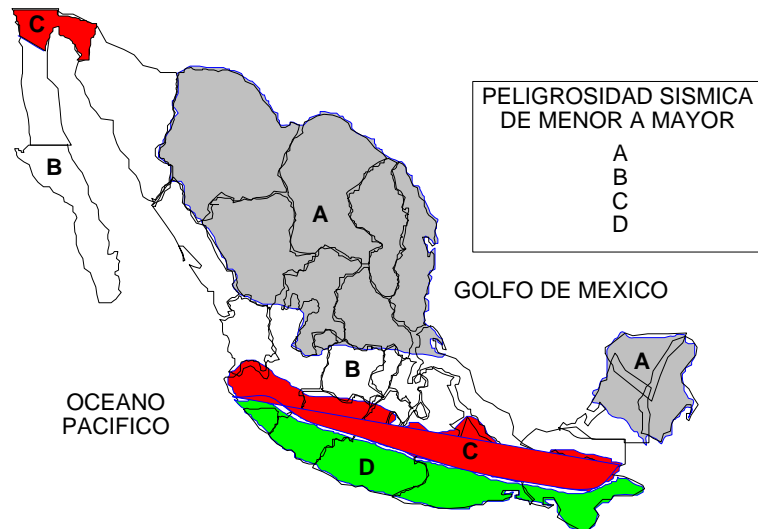 C
PELIGROSIDAD SISMICA
DE MENOR A MAYOR
A
B
C
D
B
A
GOLFO DE MEXICO
A
B
OCEANO
PACIFICO
C
D